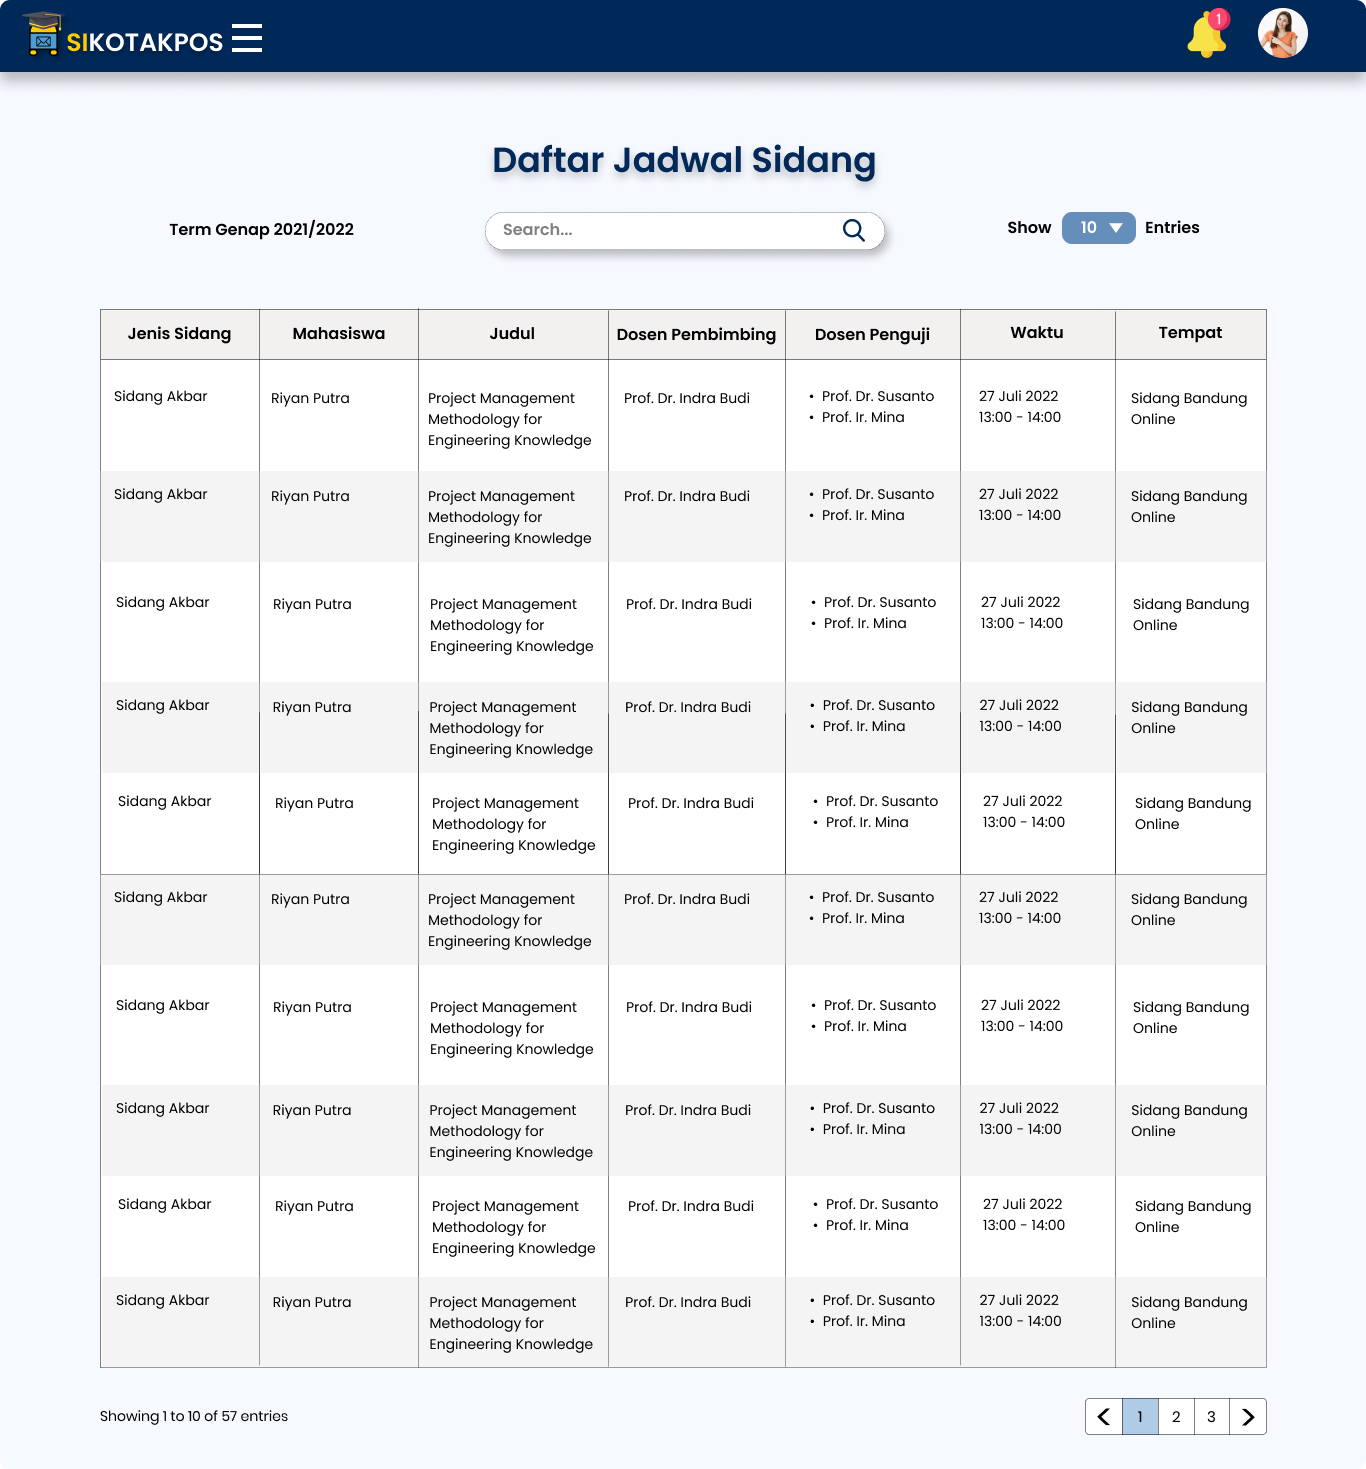 SIKOTAKPOS
1
Daftar Jadwal Sidang
Term Genap 2021/2022
Search...
Show 10 Entries
Jenis Sidang Mahasiswa Judul Dosen Pembimbing Dosen Penguji Waktu Tempat
Sidang Akbar Riyan Putra Project Management Prof. Dr. Indra Budi • Prof. Dr. Susanto 27 Juli 2022 Sidang Bandung
Methodology for • Prof. Ir. Mina 13:00 - 14:00 Online
Engineering Knowledge
Sidang Akbar Riyan Putra Project Management Prof. Dr. Indra Budi • Prof. Dr. Susanto 27 Juli 2022 Sidang Bandung
Methodology for • Prof. Ir. Mina 13:00 - 14:00 Online
Engineering Knowledge
Sidang Akbar Riyan Putra Project Management Prof. Dr. Indra Budi • Prof. Dr. Susanto 27 Juli 2022 Sidang Bandung
Methodology for • Prof. Ir. Mina 13:00 - 14:00 Online
Engineering Knowledge
Sidang Akbar Riyan Putra Project Management Prof. Dr. Indra Budi • Prof. Dr. Susanto 27 Juli 2022 Sidang Bandung
Methodology for • Prof. Ir. Mina 13:00 - 14:00 Online
Engineering Knowledge
Sidang Akbar Riyan Putra Project Management Prof. Dr. Indra Budi • Prof. Dr. Susanto 27 Juli 2022 Sidang Bandung
Methodology for • Prof. Ir. Mina 13:00 - 14:00 Online
Engineering Knowledge
Sidang Akbar Riyan Putra Project Management Prof. Dr. Indra Budi • Prof. Dr. Susanto 27 Juli 2022 Sidang Bandung
Methodology for • Prof. Ir. Mina 13:00 - 14:00 Online
Engineering Knowledge
Sidang Akbar Riyan Putra Project Management Prof. Dr. Indra Budi • Prof. Dr. Susanto 27 Juli 2022 Sidang Bandung
Methodology for • Prof. Ir. Mina 13:00 - 14:00 Online
Engineering Knowledge
Sidang Akbar Riyan Putra Project Management Prof. Dr. Indra Budi • Prof. Dr. Susanto 27 Juli 2022 Sidang Bandung
Methodology for • Prof. Ir. Mina 13:00 - 14:00 Online
Engineering Knowledge
Sidang Akbar Riyan Putra Project Management Prof. Dr. Indra Budi • Prof. Dr. Susanto 27 Juli 2022 Sidang Bandung
Methodology for • Prof. Ir. Mina 13:00 - 14:00 Online
Engineering Knowledge
Sidang Akbar Riyan Putra Project Management Prof. Dr. Indra Budi • Prof. Dr. Susanto 27 Juli 2022 Sidang Bandung
Methodology for • Prof. Ir. Mina 13:00 - 14:00 Online
Engineering Knowledge
Showing 1 to 10 of 57 entries
1 2 3